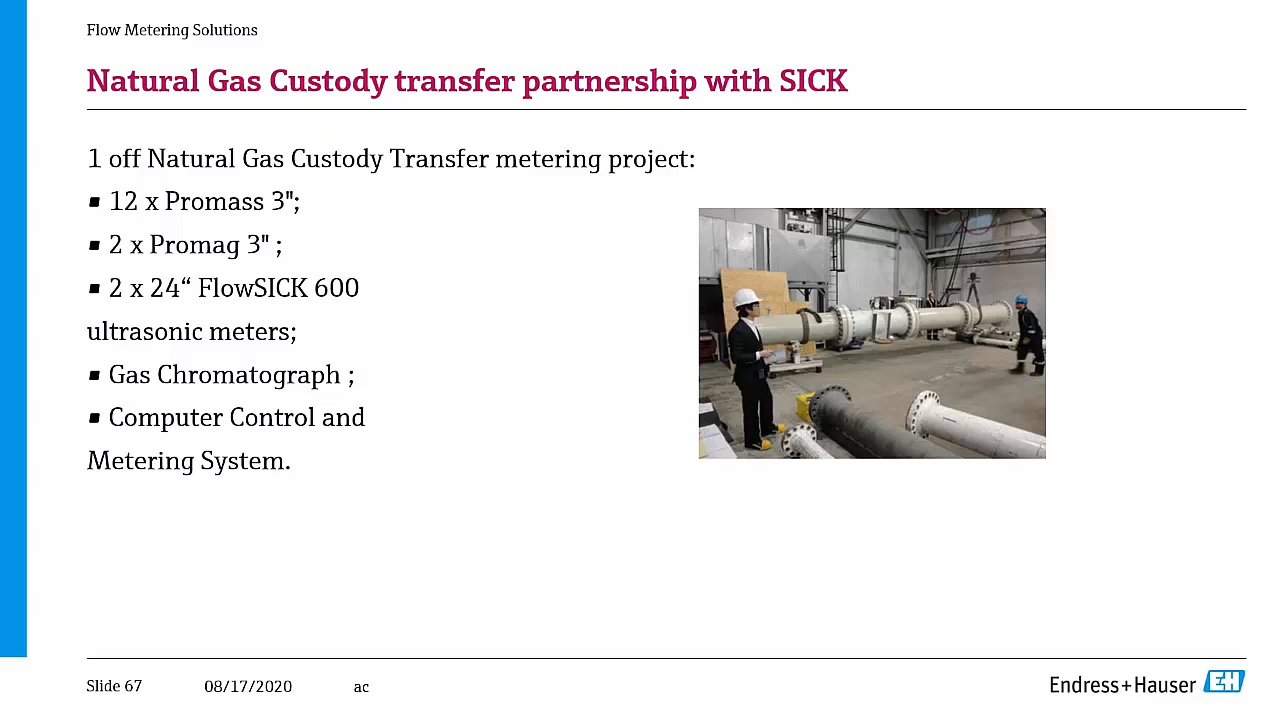 Flow Metering Solutions
Natural Gas Custody transfer partnership with SICK
1 off Natural Gas Custody Transfer metering project:
▪ 12 x Promass 3";
▪ 2 x Promag 3" ;
▪ 2 x 24“ FlowSICK 600
ultrasonic meters;
▪ Gas Chromatograph ;
▪ Computer Control and
Metering System.
Slide 67 08/17/2020 ac
Endress+Hauser EH